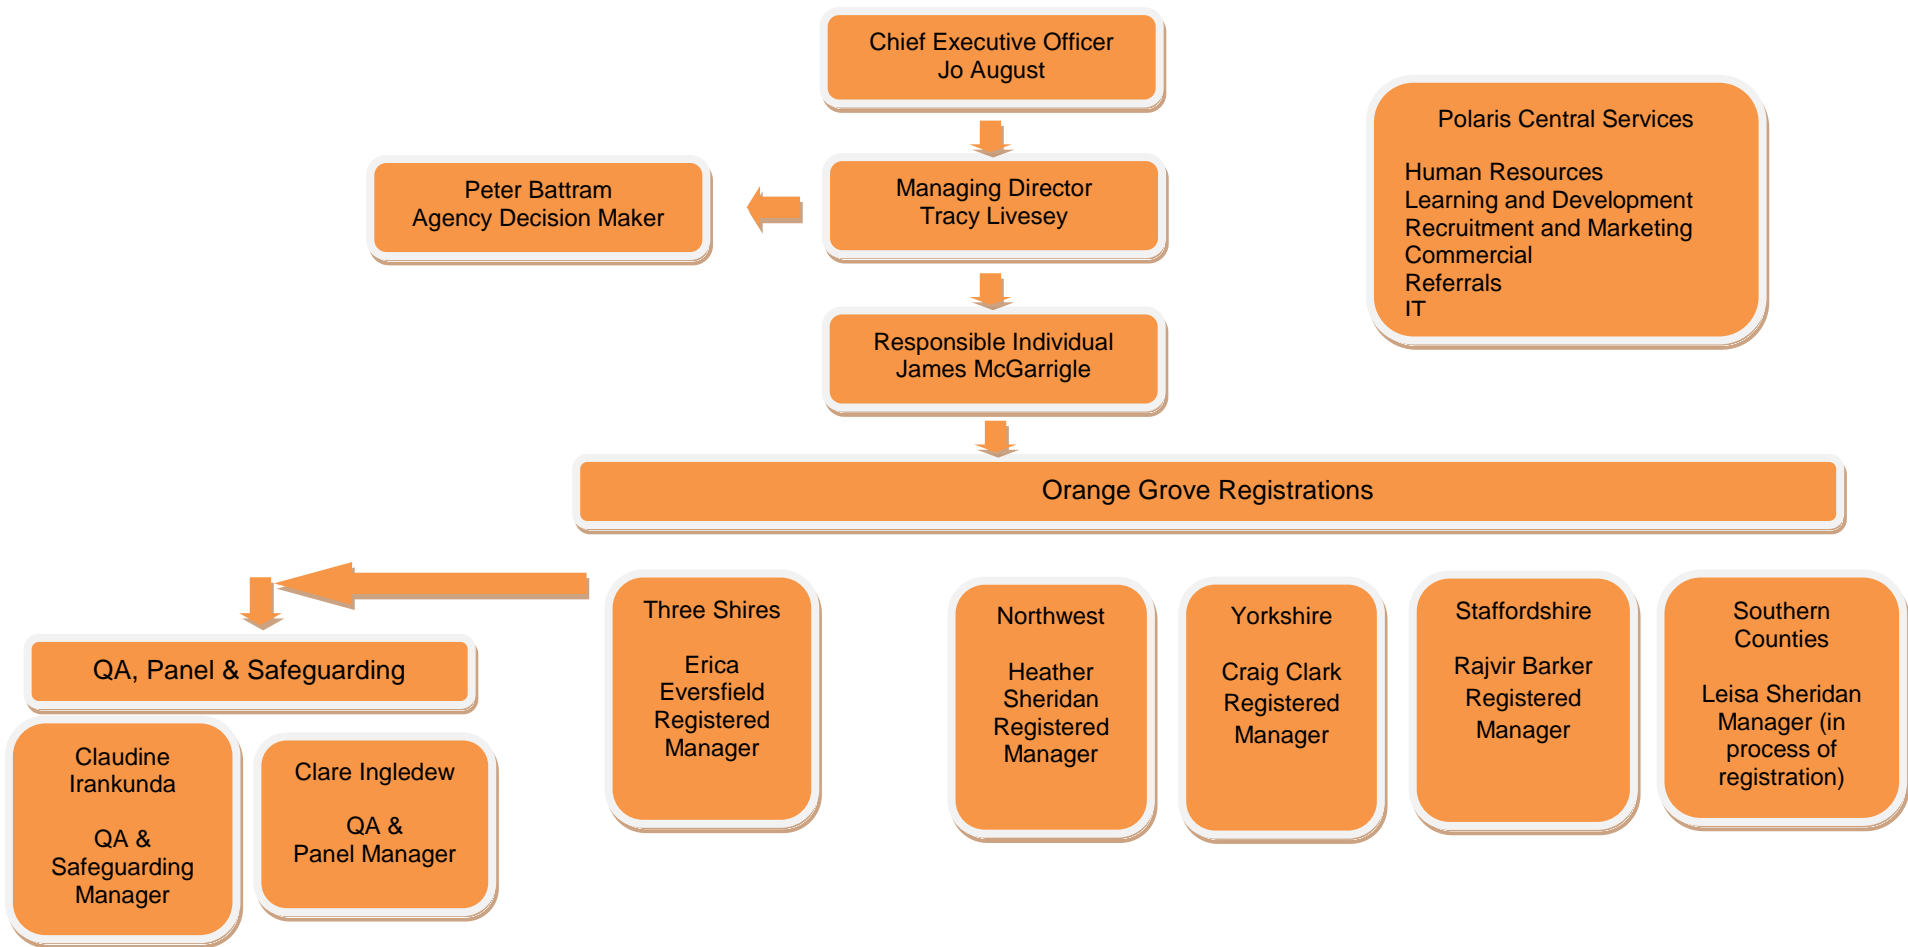 Chief Executive Officer
Jo August
Polaris Central Services
Human Resources
Learning and Development
Recruitment and Marketing
Commercial
Referrals
IT
Peter Battram
Agency Decision Maker
Managing Director
Tracy Livesey
Responsible Individual
James McGarrigle
Orange Grove Registrations
QA, Panel & Safeguarding
Claudine
Irankunda
QA &
Safeguarding
Manager
Clare Ingledew
QA &
Panel Manager
Three Shires
Erica
Eversfield
Registered
Manager
Northwest
Heather
Sheridan
Registered
Manager
Yorkshire
Craig Clark
Registered
Manager
Staffordshire
Rajvir Barker
Registered
Manager
Southern
Counties
Leisa Sheridan
Manager (in
process of
registration)